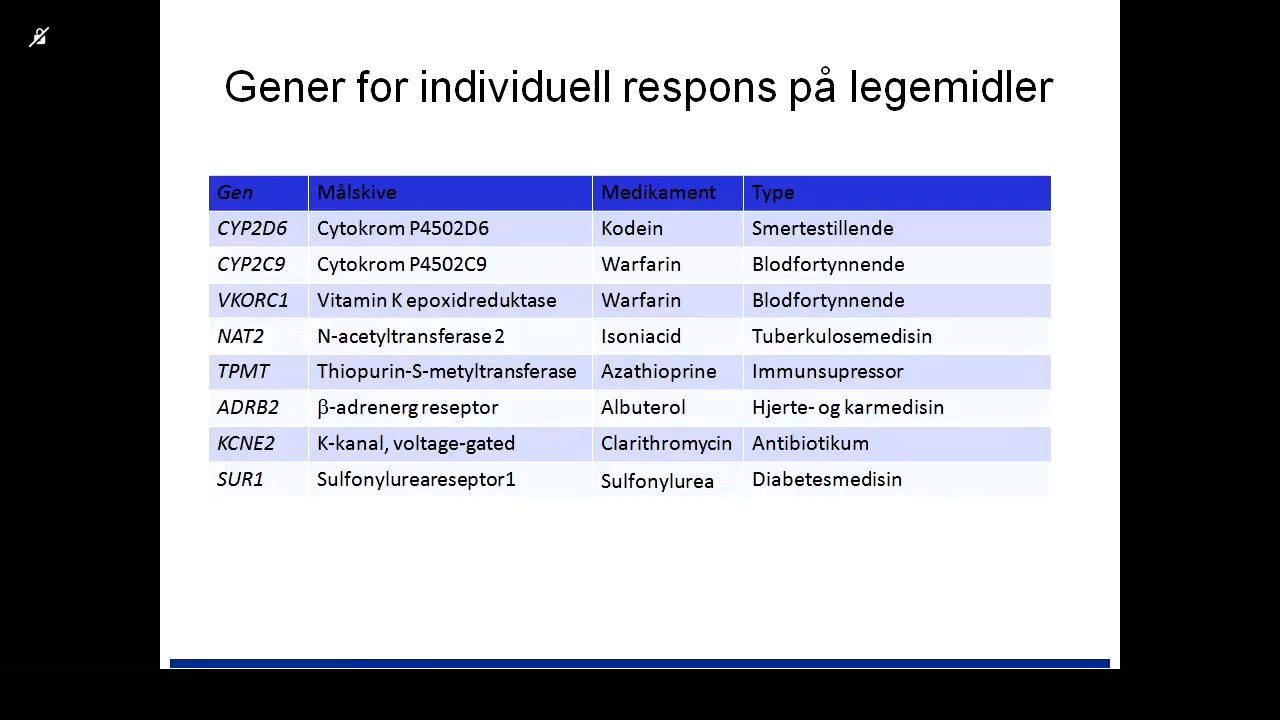 Gener for individuell respons på legemidler
Gen Målskive Medikament Type
CYP2D6 Cytokrom P4502D6 Kodein Smertestillende
CYP2C9 Cytokrom P4502C9 Warfarin Blodfortynnende
VKORC1 Vitamin K epoxidreduktase Warfarin Blodfortynnende
NAT2 N-acetyltransferase 2 Isoniacid Tuberkulosemedisin
TPMT Thiopurin-S-metyltransferase Azathioprine Immunsupressor
ADRB2 β-adrenerg reseptor Albuterol Hjerte- og karmedisin
KCNE2 K-kanal, voltage-gated Clarithromycin Antibiotikum
SUR1 Sulfonylureareseptor1 Sulfonylurea Diabetesmedisin